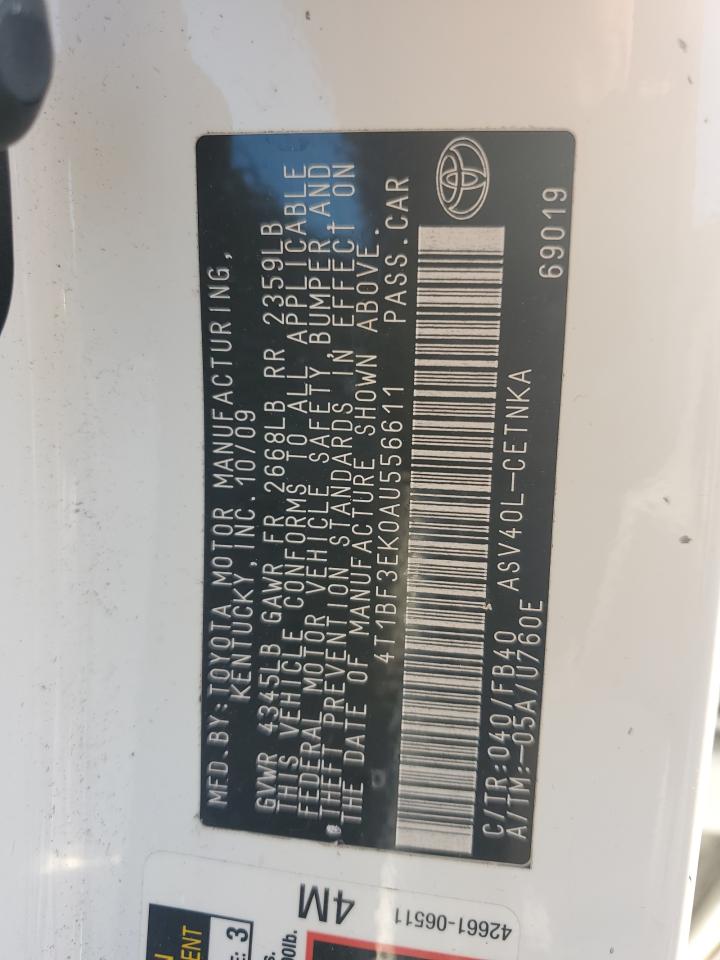 MFD.BY:TOYOTA MOTOR MANUFACTURING,
KENTUCKY, INC. 10/09
GVWR 4345LB GAWR FR 2668LB RR 2359LB
THIS VEHICLE CONFORMS TO ALL APPLICABLE
FEDERAL MOTOR VEHICLE SAFETY,BUMPER,AND
THEFT PREVENTION STANDARDS IN EFFECT ON
THE DATE OF MANUFACTURE SHOWN ABOVE.
4T1BF3EK0AU556611 PASS.CAR
C/TR:040/FB40 ASV40L-CETNKA
A/TM:-05A/U760E 69019
4M
42661-06511
3